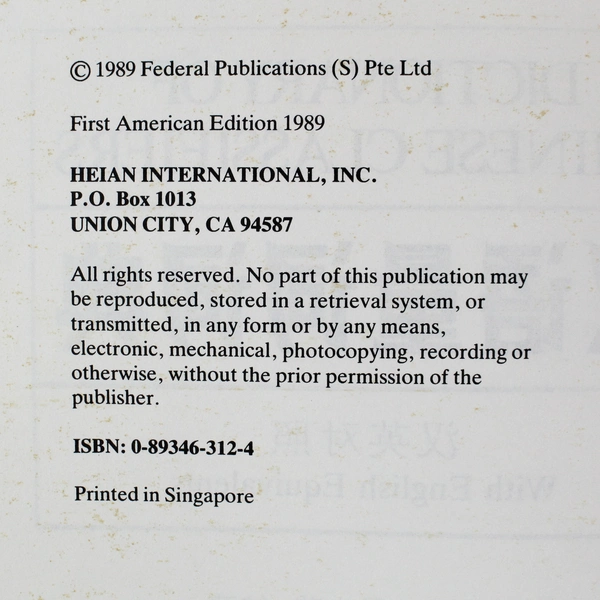 © 1989 Federal Publications (S) Pte Ltd
First American Edition 1989
HEIAN INTERNATIONAL, INC.
P.O. Box 1013
UNION CITY, CA 94587
All rights reserved. No part of this publication may
be reproduced, stored in a retrieval system, or
transmitted, in any form or by any means,
electronic, mechanical, photocopying, recording or
otherwise, without the prior permission of the
publisher.
ISBN: 0-89346-312-4
Printed in Singapore